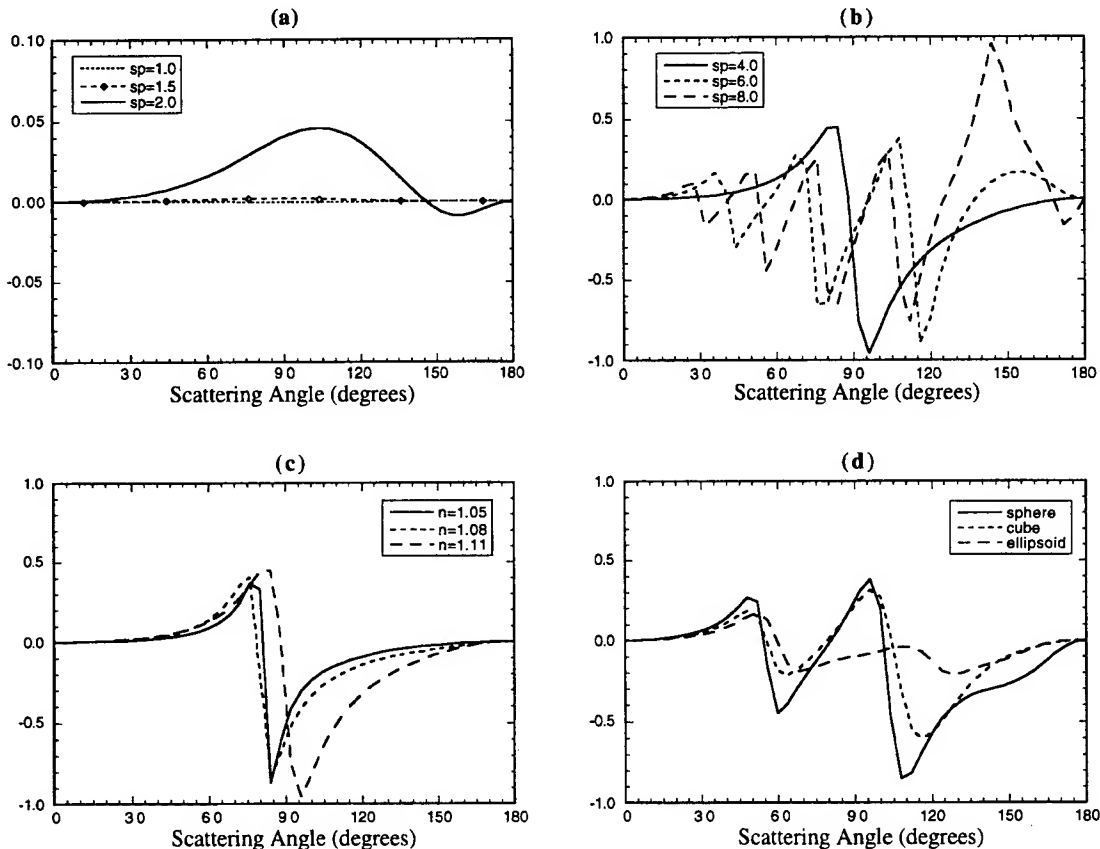 (a)
0.10
0.05
0.00
-0.05
-0.10
sp=1.0
sp=1.5
sp=2.0
0 30 60 90 120 150 180
Scattering Angle (degrees)
(b)
1.0
0.5
0.0
-0.5
-1.0
sp=4.0
sp=6.0
sp=8.0
0 30 60 90 120 150 180
Scattering Angle (degrees)
(c)
1.0
0.5
0.0
-0.5
-1.0
n=1.05
n=1.08
n=1.11
0 30 60 90 120 150 180
Scattering Angle (degrees)
(d)
1.0
0.5
0.0
-0.5
-1.0
sphere
cube
ellipsoid
0 30 60 90 120 150 180
Scattering Angle (degrees)